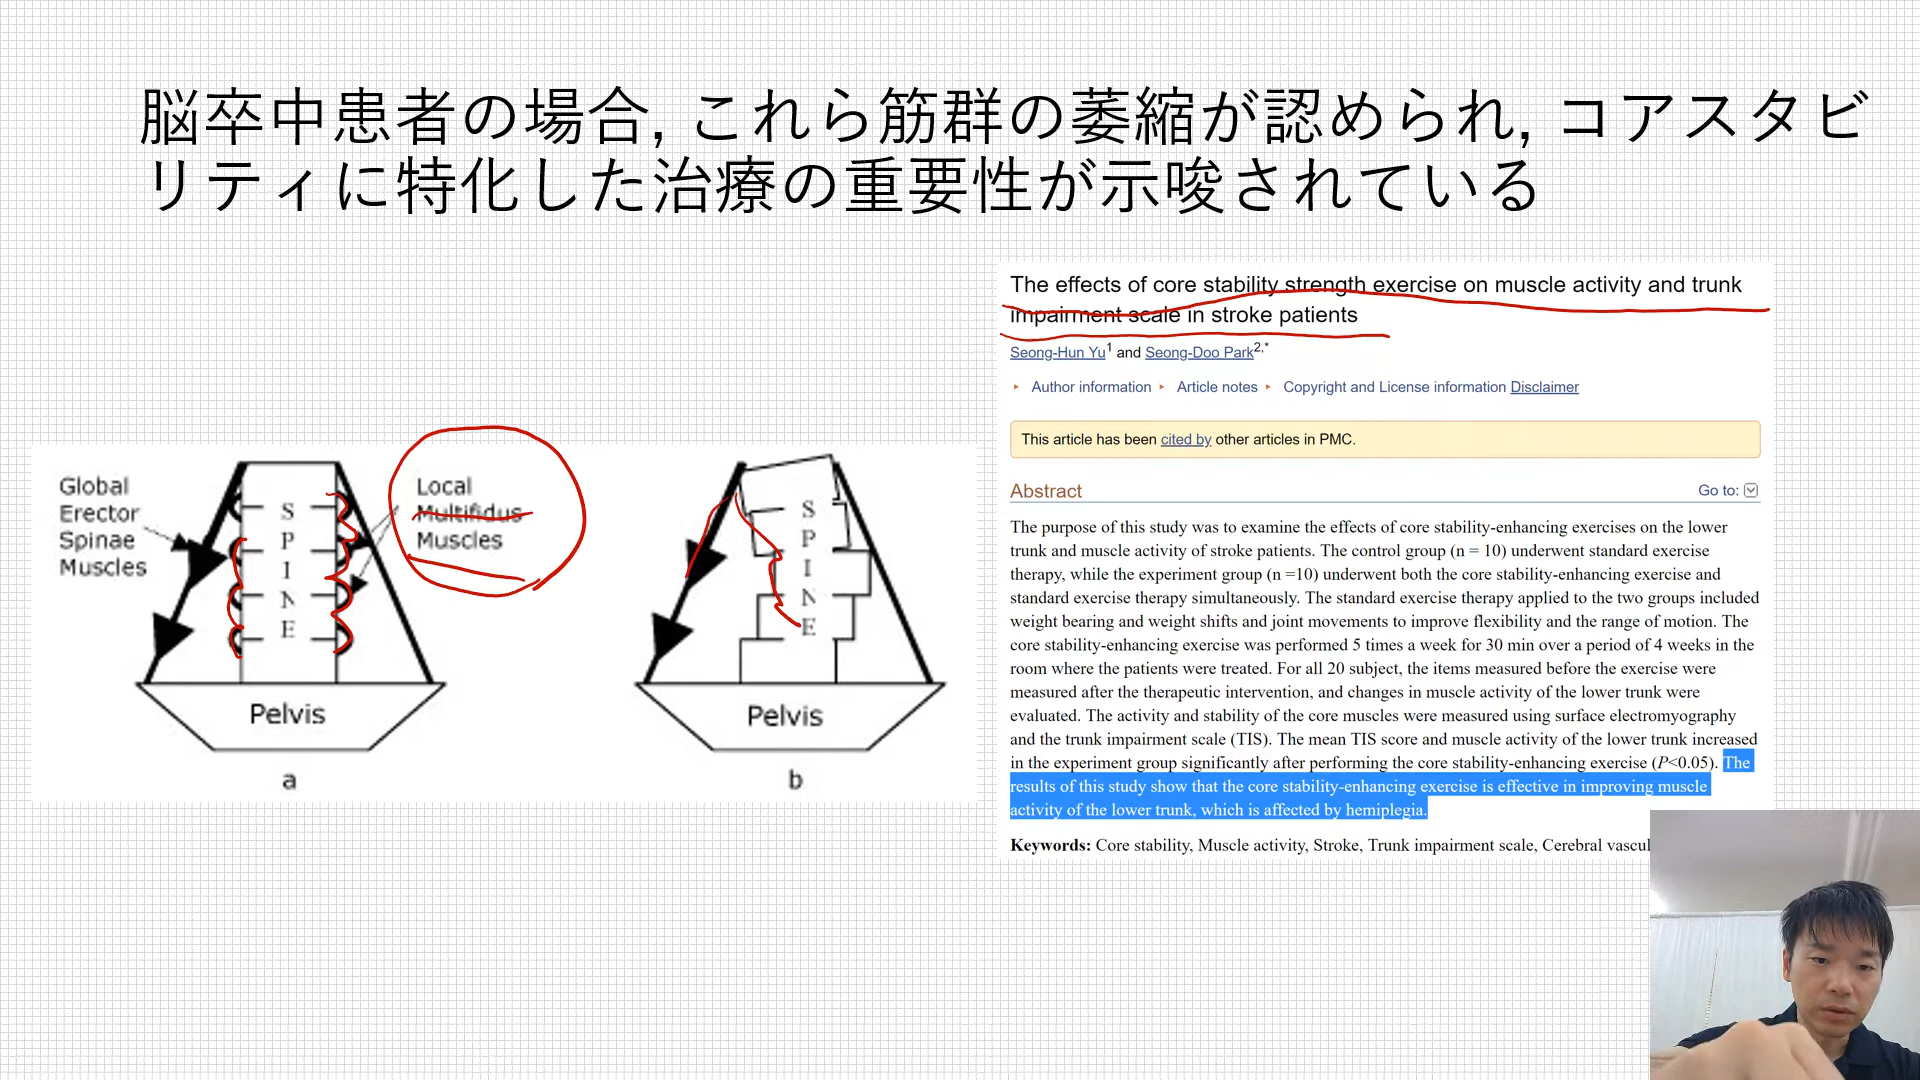 脳卒中患者の場合, これら筋群の萎縮が認められ, コアスタビ
リティに特化した治療の重要性が示唆されている
The effects of core stability strength exercise on muscle activity and trunk
impairment scale in stroke patients
Seong-Hun Yu1 and Seong-Doo Park2,*
Author information Article notes Copyright and License information Disclaimer
This article has been cited by other articles in PMC.
Abstract
Go to:
The purpose of this study was to examine the effects of core stability-enhancing exercises on the lower
trunk and muscle activity of stroke patients. The control group (n = 10) underwent standard exercise
therapy, while the experiment group (n =10) underwent both the core stability-enhancing exercise and
standard exercise therapy simultaneously. The standard exercise therapy applied to the two groups included
weight bearing and weight shifts and joint movements to improve flexibility and the range of motion. The
core stability-enhancing exercise was performed 5 times a week for 30 min over a period of 4 weeks in the
room where the patients were treated. For all 20 subject, the items measured before the exercise were
measured after the therapeutic intervention, and changes in muscle activity of the lower trunk were
evaluated. The activity and stability of the core muscles were measured using surface electromyography
and the trunk impairment scale (TIS). The mean TIS score and muscle activity of the lower trunk increased
in the experiment group significantly after performing the core stability-enhancing exercise (P<0.05). The
results of this study show that the core stability-enhancing exercise is effective in improving muscle
activity of the lower trunk, which is affected by hemiplegia.
Keywords: Core stability, Muscle activity, Stroke, Trunk impairment scale, Cerebral vascul
Global
Erector
Spinae
Muscles
S
P
I
N
E
Local
Multifidus
Muscles
Pelvis
a
S
P
I
N
E
Pelvis
b